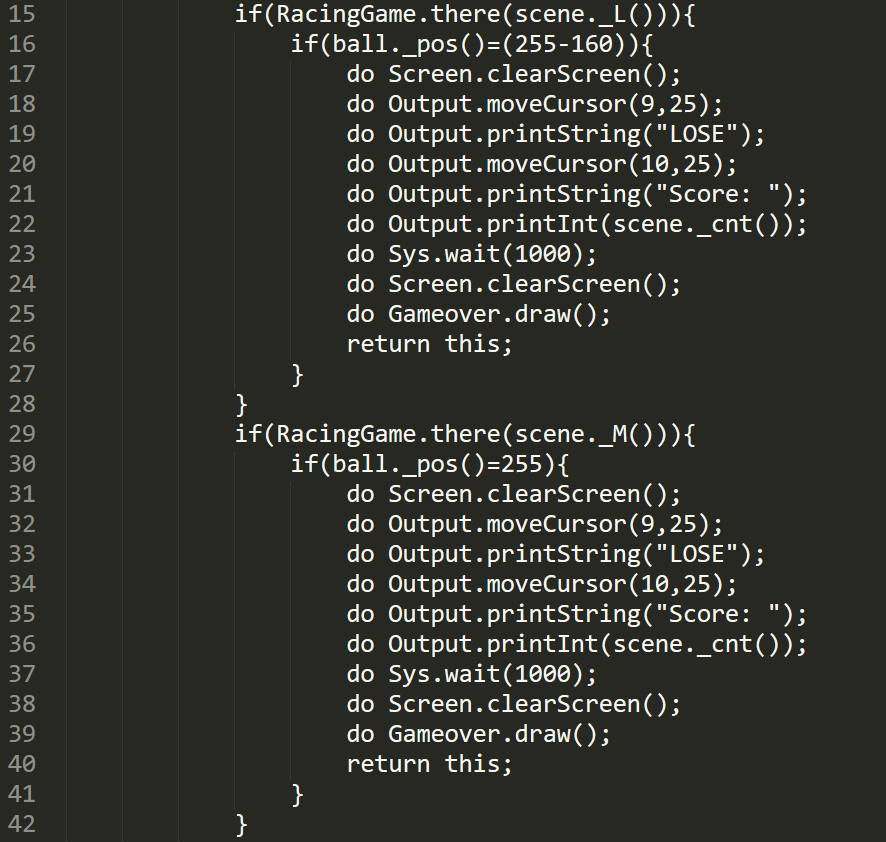 15 if(RacingGame.there(scene._L())){
16 if(ball._pos()=(255-160)){
17 do Screen.clearScreen();
18 do Output.moveCursor(9,25);
19 do Output.printString("LOSE");
20 do Output.moveCursor(10,25);
21 do Output.printString("Score: ");
22 do Output.printInt(scene._cnt());
23 do Sys.wait(1000);
24 do Screen.clearScreen();
25 do Gameover.draw();
26 return this;
27 }
28 }
29 if(RacingGame.there(scene._M())){
30 if(ball._pos()=255){
31 do Screen.clearScreen();
32 do Output.moveCursor(9,25);
33 do Output.printString("LOSE");
34 do Output.moveCursor(10,25);
35 do Output.printString("Score: ");
36 do Output.printInt(scene._cnt());
37 do Sys.wait(1000);
38 do Screen.clearScreen();
39 do Gameover.draw();
40 return this;
41 }
42 }